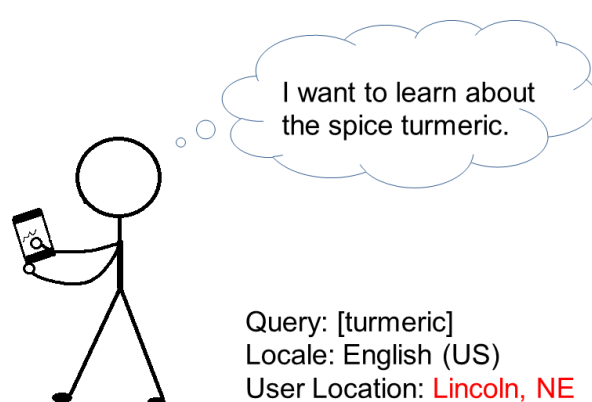 I want to learn about
the spice turmeric.
Query: [turmeric]
Locale: English (US)
User Location: Lincoln, NE